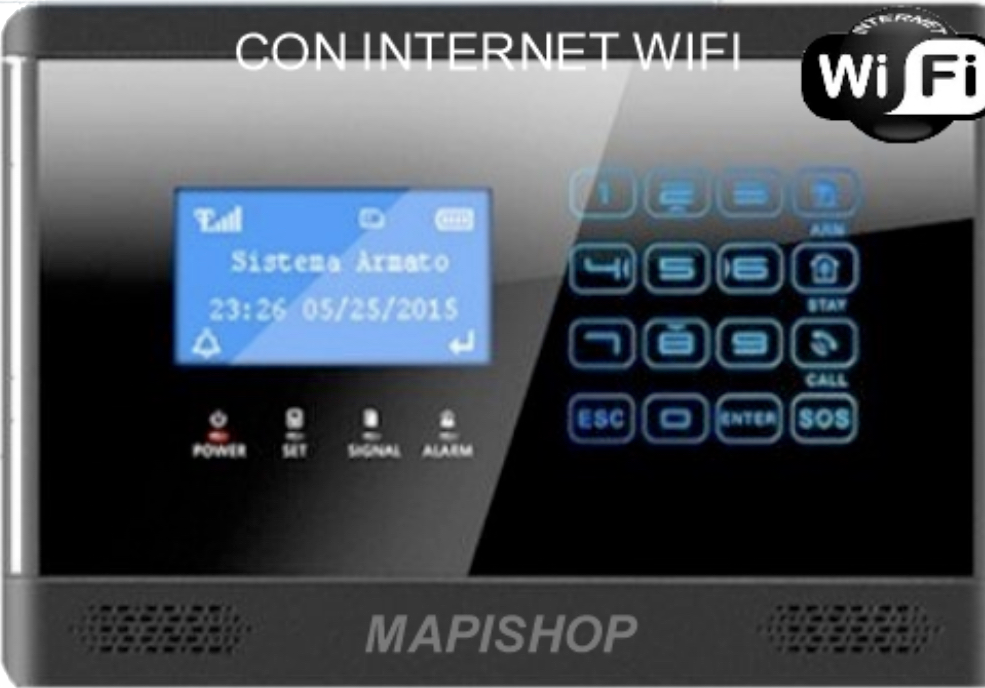 CON INTERNET WIFI
INTERNET
Wi Fi
Sistema Armato
23:26 05/25/2015
POWER SET SIGNAL ALARM
1 2 3
ARM
4 5 6
STAY
7 8 9
CALL
ESC 0 ENTER SOS
MAPISHOP